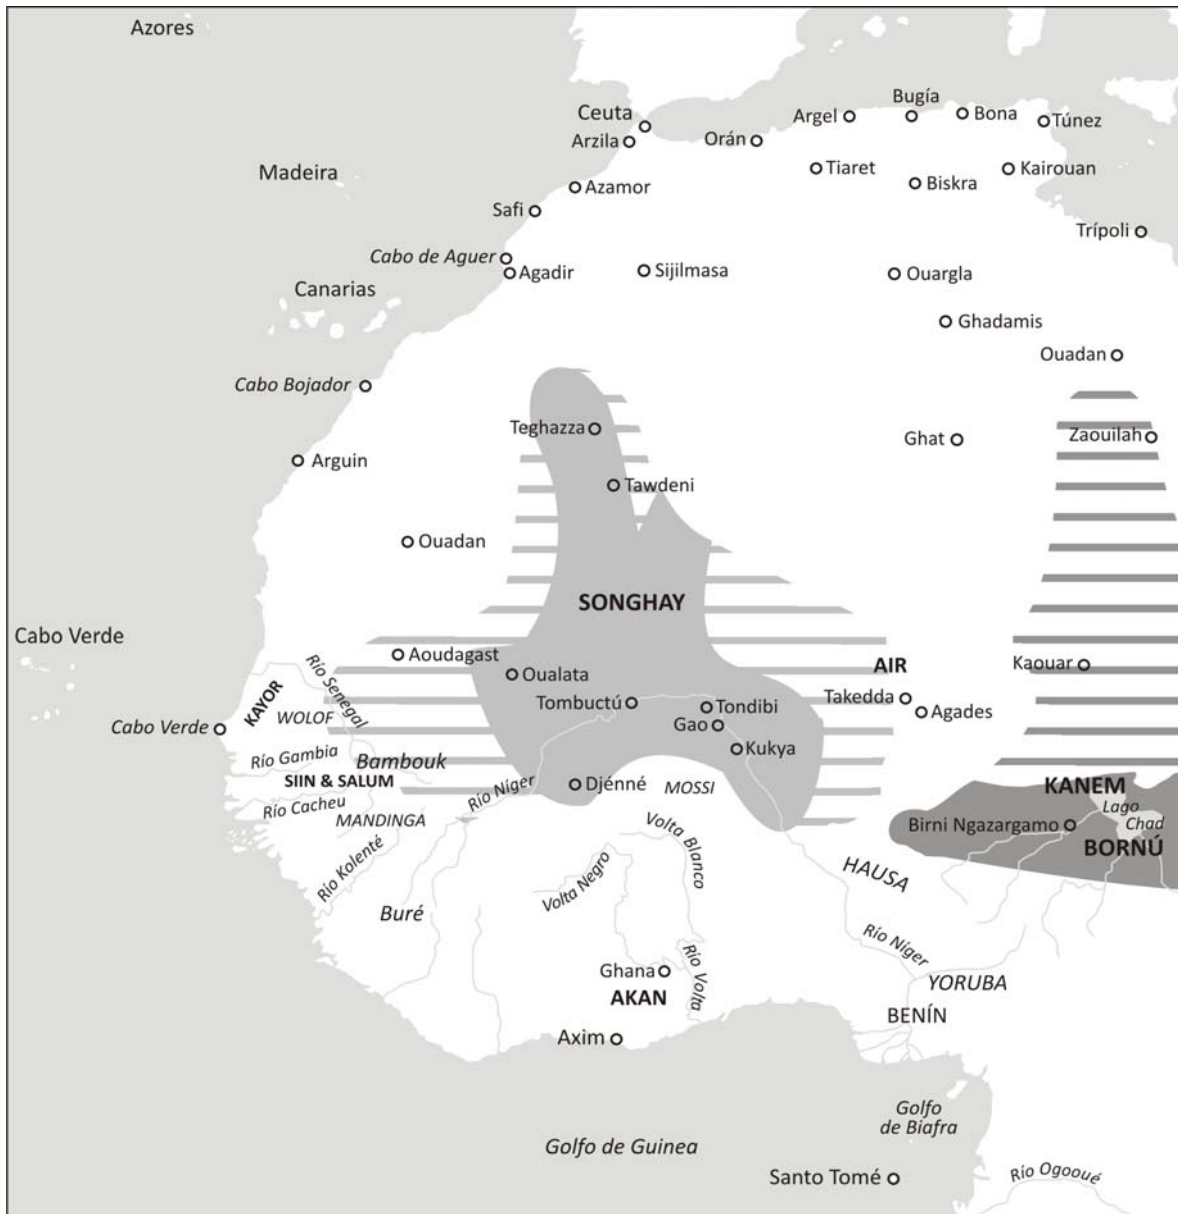 Azores
Ceuta
Arzila
Orán
Argel
Bugía
Bona
Túnez
Tiaret
Biskra
Kairouan
Madeira
Azamor
Safi
Trípoli
Cabo de Aguer
Agadir
Sijilmasa
Ouargla
Canarias
Ghadamis
Ouadan
Cabo Bojador
Teghazza
Ghat
Zaouilah
Arguin
Tawdeni
Ouadan
SONGHAY
Cabo Verde
Aoudagast
Oualata
AIR
Kaouar
Río Senegal
KAYOR
WOLOF
Tombuctú
Tondibi
Takedda
Agades
Cabo Verde
Gao
Kukya
Río Gambia
Bambouk
SIIN & SALUM
Río Níger
Djénné
MOSSI
KANEM
Lago
Chad
Río Cacheu
MANDINGA
Birni Ngazargamo
BORNÚ
Río Kolenté
Volta Blanco
Volta Negro
HAUSA
Buré
Río Níger
Ghana
AKAN
Río Volta
YORUBA
BENÍN
Axim
Golfo
de Biafra
Golfo de Guinea
Santo Tomé
Río Ogooué